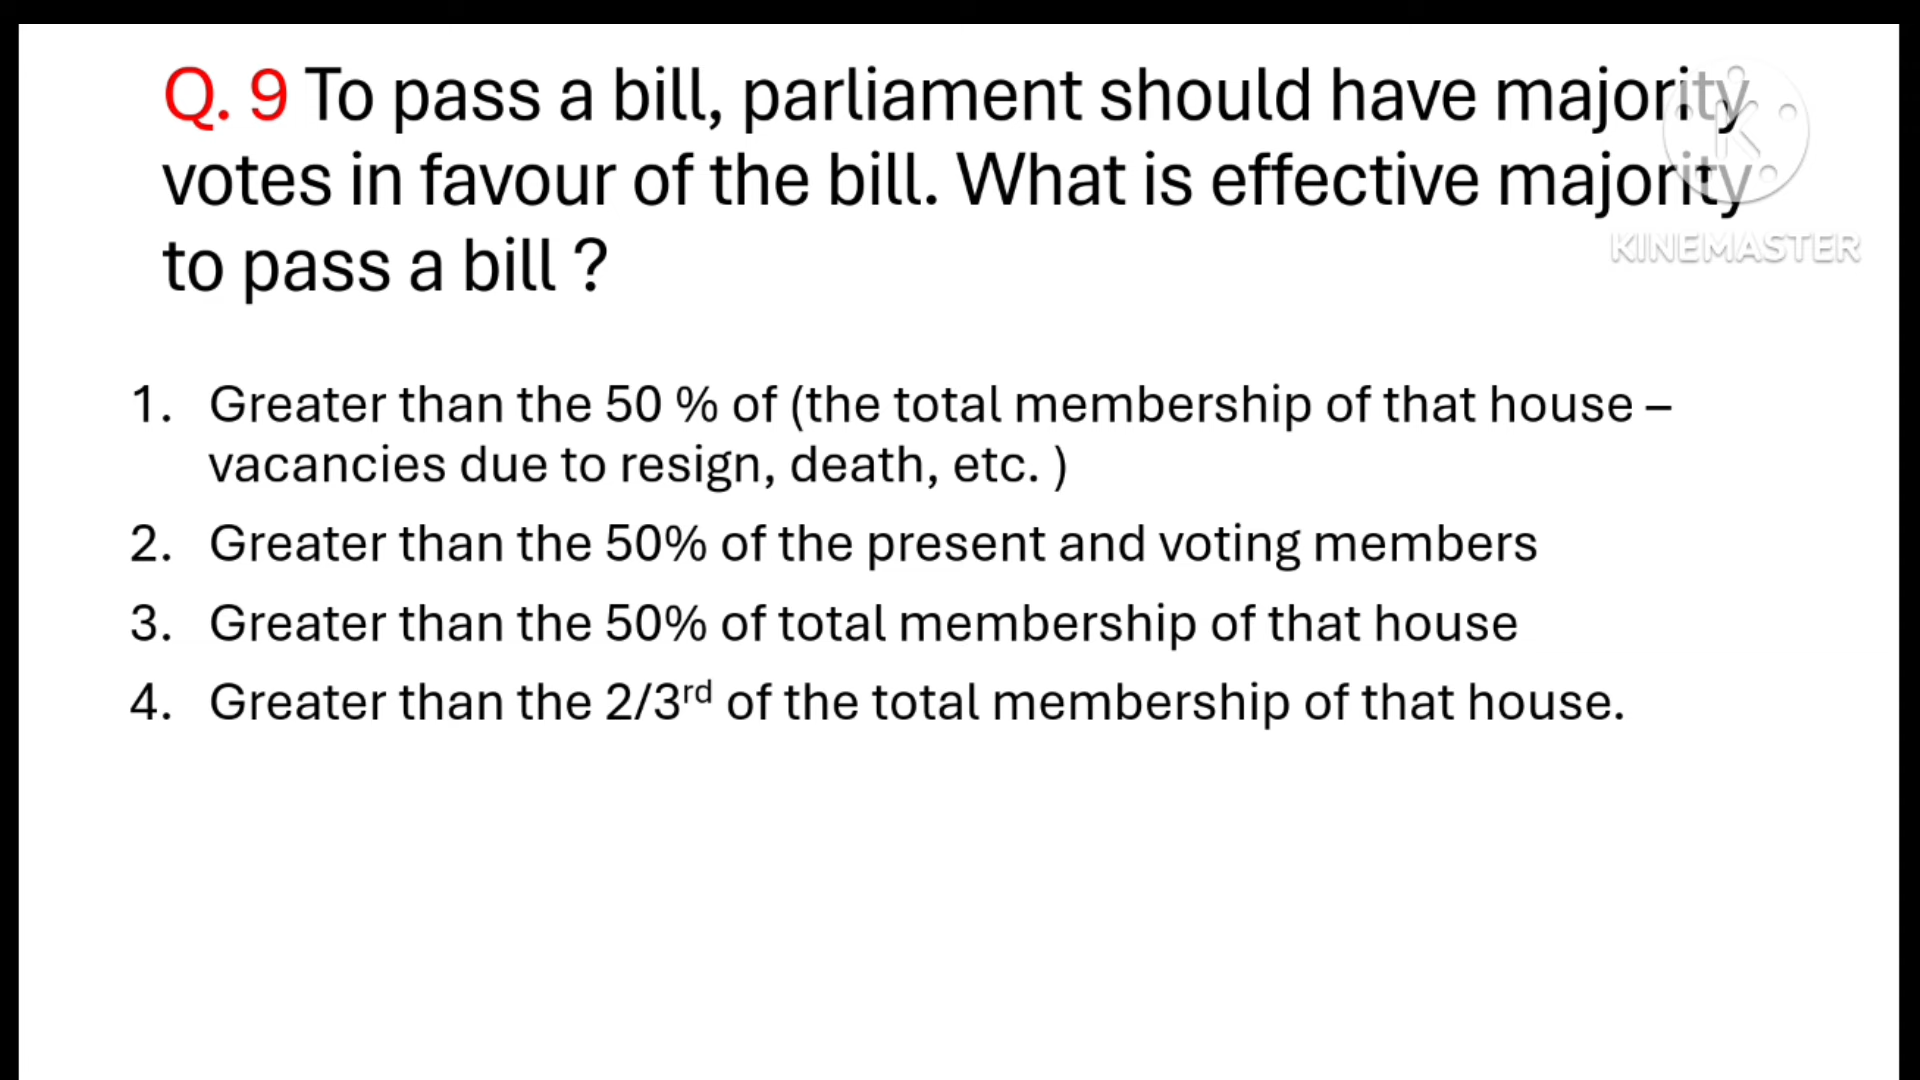 Q. 9 To pass a bill, parliament should have majority
votes in favour of the bill. What is effective majority
to pass a bill ?
KINEMASTER
1. Greater than the 50 % of (the total membership of that house –
vacancies due to resign, death, etc. )
2. Greater than the 50% of the present and voting members
3. Greater than the 50% of total membership of that house
4. Greater than the 2/3rd of the total membership of that house.